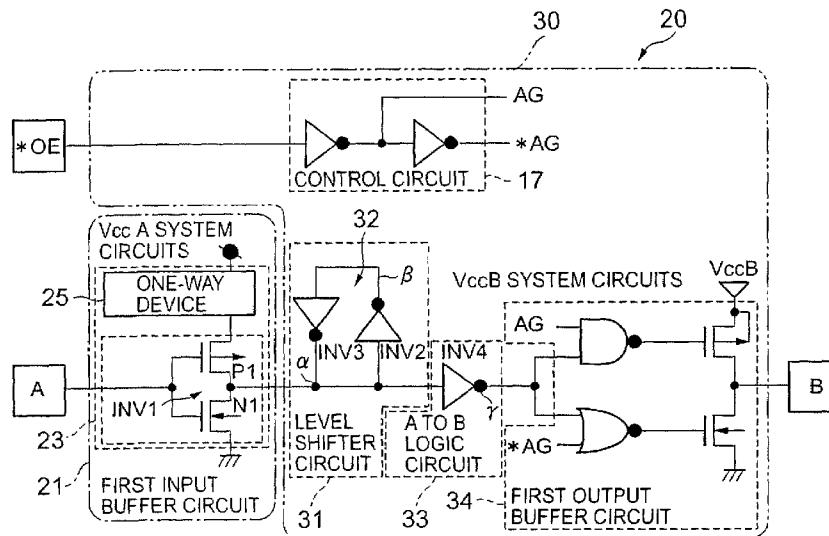 30
20
AG
*OE
*AG
CONTROL CIRCUIT
17
Vcc A SYSTEM
CIRCUITS
32
β
VccB SYSTEM CIRCUITS
VccB
25
ONE-WAY
DEVICE
AG
INV3
INV2
INV4
P1
α
A
B
INV1
N1
γ
23
LEVEL
SHIFTER
CIRCUIT
A TO B
LOGIC
CIRCUIT
*AG
21
FIRST INPUT
BUFFER CIRCUIT
31
33
34
FIRST OUTPUT
BUFFER CIRCUIT